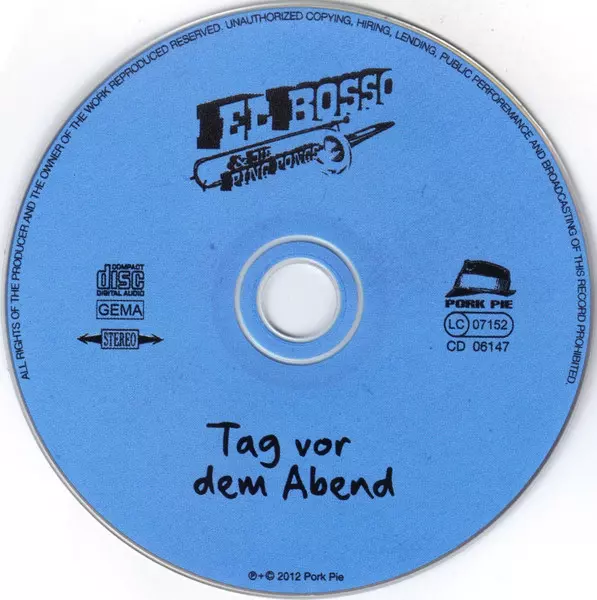 ALL RIGHTS OF THE PRODUCER AND THE OWNER OF THE WORK REPRODUCED RESERVED. UNAUTHORIZED COPYING, HIRING, LENDING, PUBLIC PERFOREMANCE AND BROADCASTING OF THIS RECORD PROHIBITED.
EL BOSSO
& DIE
PING PONGS
COMPACT
disc
DIGITAL AUDIO
GEMA
STEREO
PORK PIE
LC 07152
CD 06147
Tag vor
dem Abend
℗+© 2012 Pork Pie